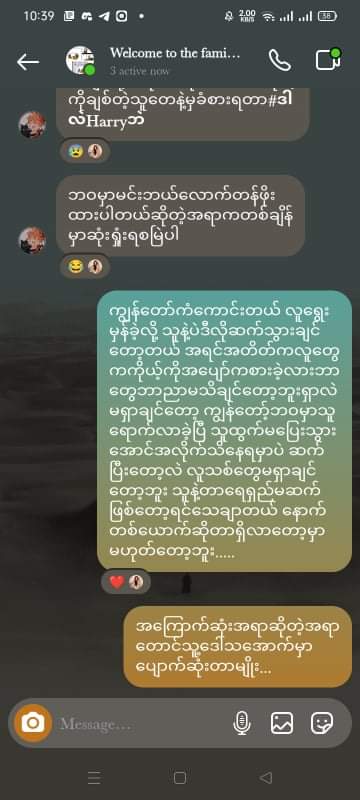 10:39
2.00
KB/S
58
Welcome to the fami...
3 active now
ကိုချစ်တဲ့သူတေနဲ့မှခံစားရတာ#ဒါ
လဲHarryဘဲ
ဘဝမှာမင်းဘယ်လောက်တန်ဖိုး
ထားပါတယ်ဆိုတဲ့အရာကတစ်ချိန်
မှာဆုံးရှုံးရစမြဲပါ
ကျွန်တော်ကံကောင်းတယ် လူရွေး
မှန်ခဲ့လို့ သူနဲ့ပဲဒီလိုဆက်သွားချင်
တော့တယ် အရင်အတိတ်ကလူတွေ
ကကိုယ့်ကိုအပျော်ကစားခဲ့လားဘာ
တွေဘာညာမသိချင်တော့ဘူးရှာလဲ
မရှာချင်တော့ ကျွန်တော့်ဘဝမှာသူ
ရောက်လာခဲ့ပြီ သူထွက်မပြေးသွား
အောင်အလိုက်သိနေရမှာပဲ ဆက်
ပြီးတော့လဲ လူသစ်တွေမရှာချင်
တော့ဘူး သူနဲ့တာရေရှည်မဆက်
ဖြစ်တော့ရင်သေချာတယ် နောက်
တစ်ယောက်ဆိုတာရှိလာတော့မှာ
မဟုတ်တော့ဘူး.....
အကြောက်ဆုံးအရာဆိုတဲ့အရာ
တောင်သူ့ဒေါသအောက်မှာ
ပျောက်ဆုံးတာမျိုး...
Message...